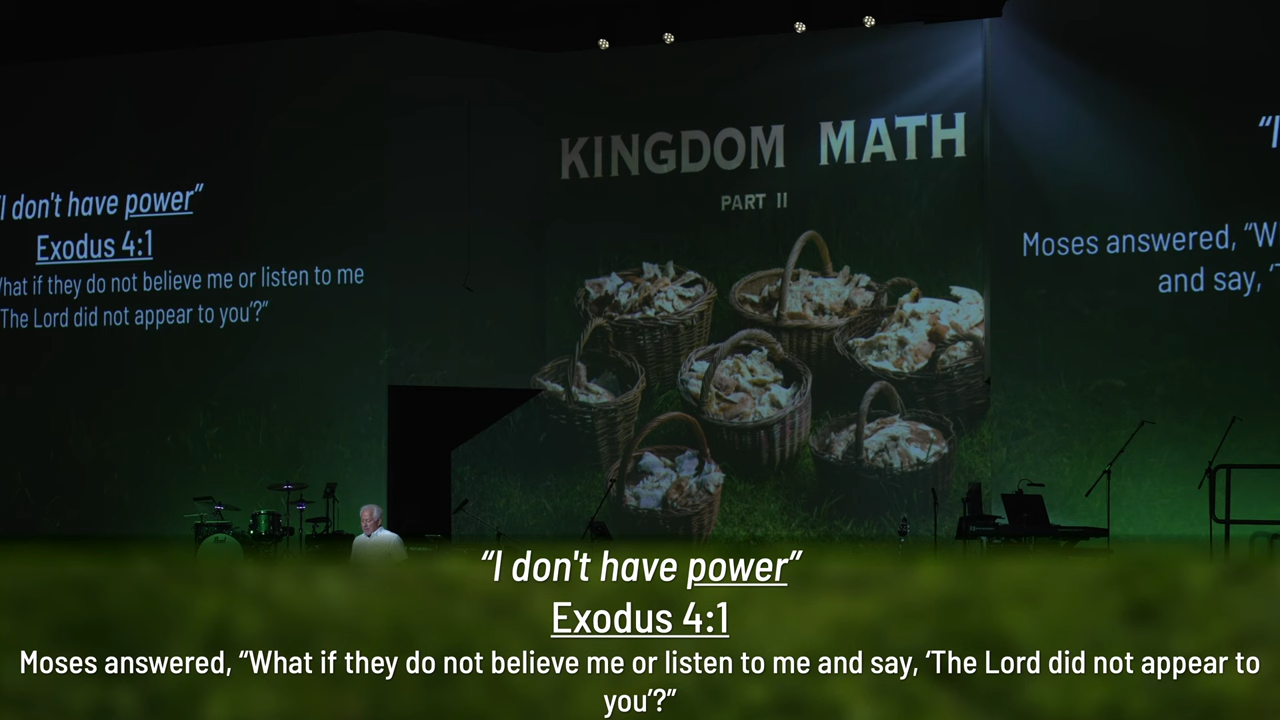 KINGDOM MATH
PART II
I don't have power”
Exodus 4:1
What if they do not believe me or listen to me
The Lord did not appear to you’?”
“I
Moses answered, “W
and say, ‘T
“I don't have power”
Exodus 4:1
Moses answered, “What if they do not believe me or listen to me and say, ‘The Lord did not appear to
you’?”